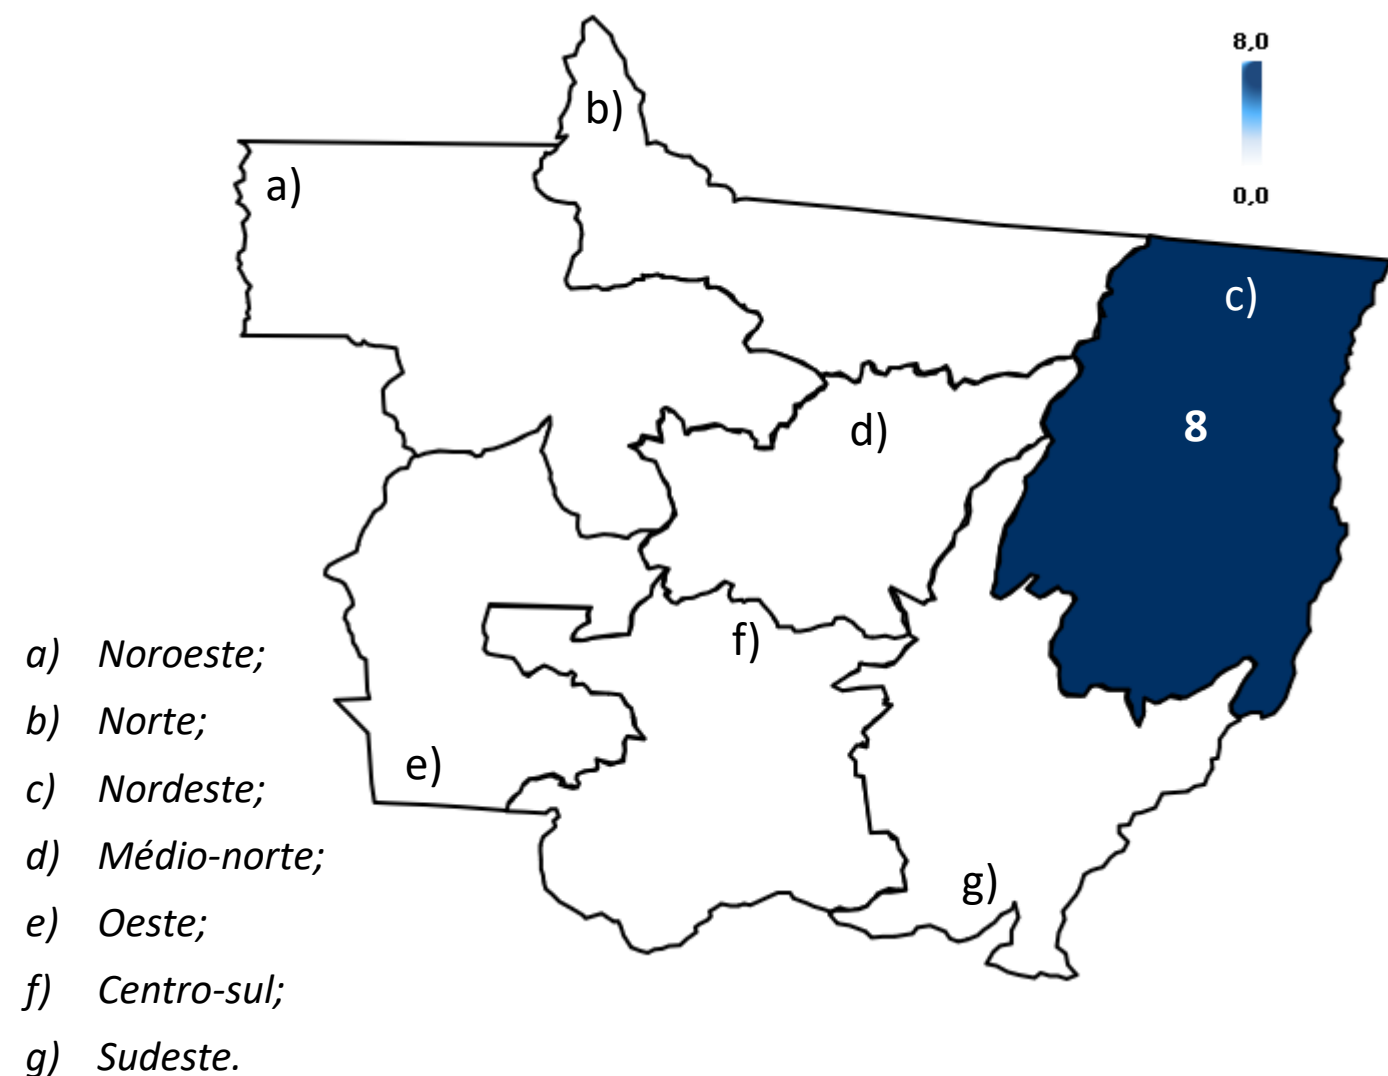 8,0
0,0
b)
a)
c)
8
d)
f)
e)
g)
a) Noroeste;
b) Norte;
c) Nordeste;
d) Médio-norte;
e) Oeste;
f) Centro-sul;
g) Sudeste.